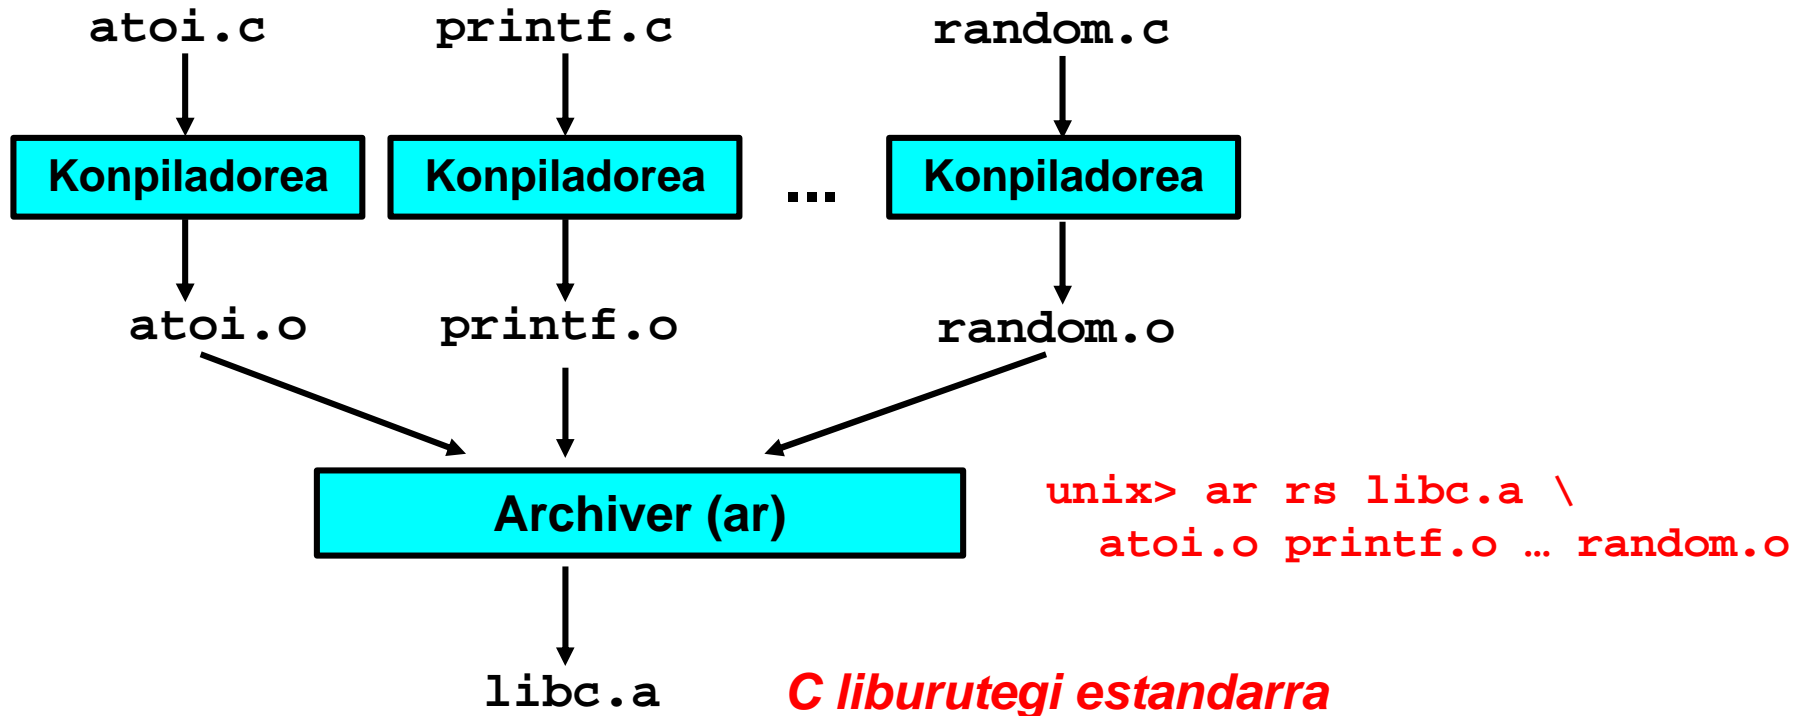 atoi.c printf.c random.c
Konpiladorea Konpiladorea ... Konpiladorea
atoi.o printf.o random.o
Archiver (ar)
unix> ar rs libc.a \
atoi.o printf.o … random.o
libc.a C liburutegi estandarra